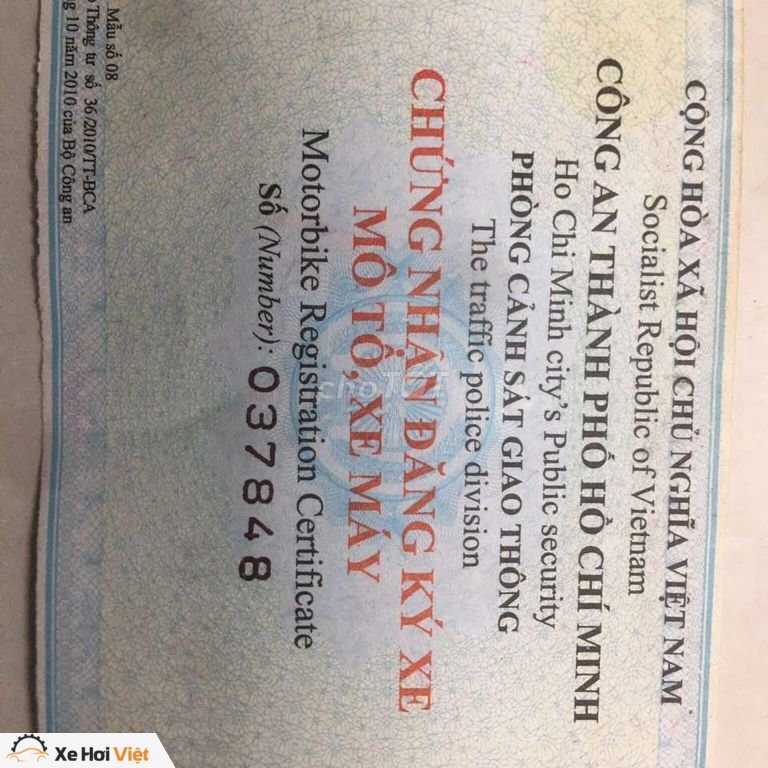 CỘNG HÒA XÃ HỘI CHỦ NGHĨA VIỆT NAM
Socialist Republic of Vietnam
CÔNG AN THÀNH PHỐ HỒ CHÍ MINH
Ho Chi Minh city's Public security
PHÒNG CẢNH SÁT GIAO THÔNG
The traffic police division
CHỨNG NHẬN ĐĂNG KÝ XE
MÔ TÔ, XE MÁY
Motorbike Registration Certificate
Số (Number): 037848
Mẫu số 08
Thông tư số 36/2010/TT-BCA
10 năm 2010 của Bộ Công an
choTỐT
Xe Hơi Việt